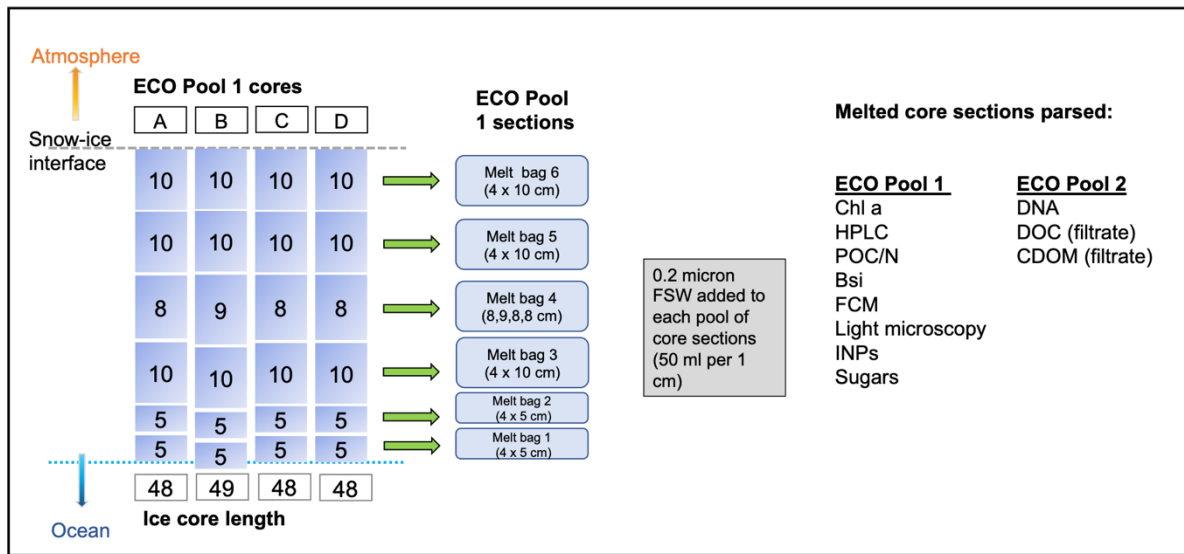 Atmosphere
ECO Pool 1 cores
A B C D
Snow-ice
interface
10 10 10 10
10 10 10 10
8 9 8 8
10 10 10 10
5 5 5 5
5 5 5 5
48 49 48 48
Ice core length
Ocean
ECO Pool
1 sections
Melt bag 6
(4 x 10 cm)
Melt bag 5
(4 x 10 cm)
Melt bag 4
(8,9,8,8 cm)
Melt bag 3
(4 x 10 cm)
Melt bag 2
(4 x 5 cm)
Melt bag 1
(4 x 5 cm)
0.2 micron
FSW added to
each pool of
core sections
(50 ml per 1
cm)
Melted core sections parsed:
ECO Pool 1
Chl a
HPLC
POC/N
Bsi
FCM
Light microscopy
INPs
Sugars
ECO Pool 2
DNA
DOC (filtrate)
CDOM (filtrate)